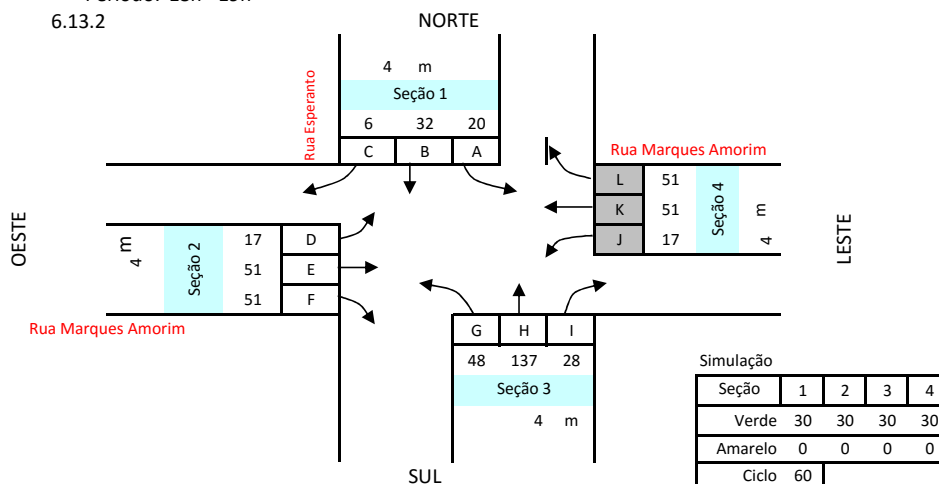 6.13.2
NORTE
4 m
Seção 1
6 32 20
C B A
Rua Esperanto
Rua Marques Amorim
L 51
K 51
J 17
Seção 4
4 m
LESTE
OESTE
4 m
Seção 2
17 D
51 E
51 F
Rua Marques Amorim
G H I
48 137 28
Seção 3
4 m
SUL
Simulação
Seção 1 2 3 4
Verde 30 30 30 30
Amarelo 0 0 0 0
Ciclo 60